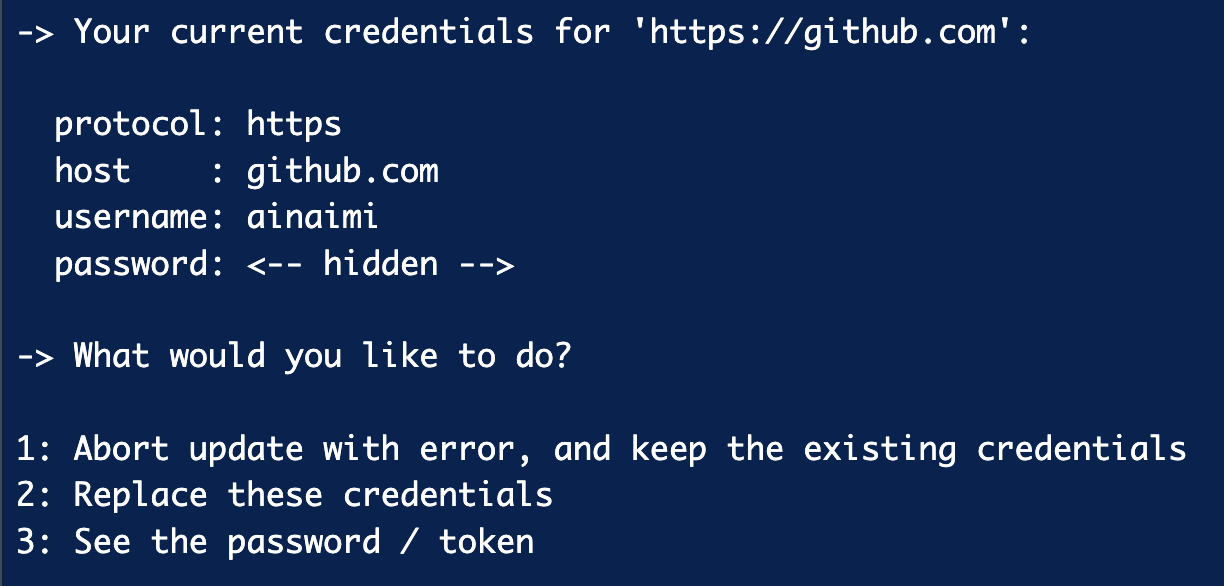 -> Your current credentials for 'https://github.com':
protocol: https
host    : github.com
username: ainaimi
password: <-- hidden -->
-> What would you like to do?
1: Abort update with error, and keep the existing credentials
2: Replace these credentials
3: See the password / token